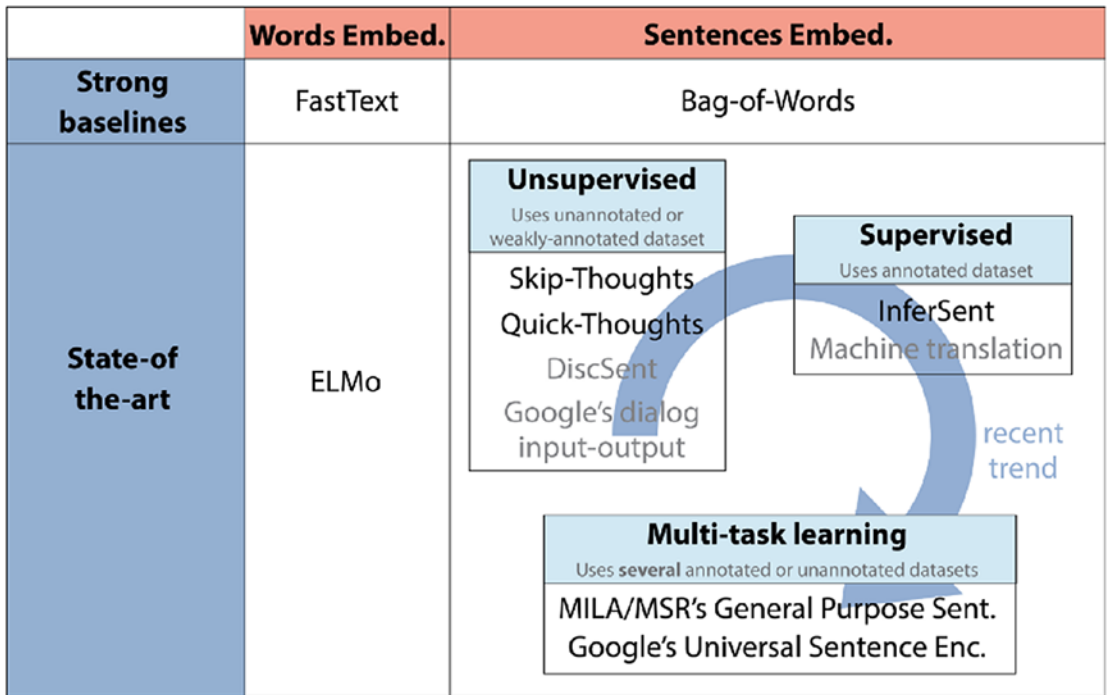 Words Embed.
Sentences Embed.
Strong
baselines
FastText
Bag-of-Words
State-of
the-art
ELMo
Unsupervised
Uses unannotated or
weakly-annotated dataset
Skip-Thoughts
Quick-Thoughts
DiscSent
Google's dialog
input-output
Supervised
Uses annotated dataset
InferSent
Machine translation
recent
trend
Multi-task learning
Uses several annotated or unannotated datasets
MILA/MSR's General Purpose Sent.
Google's Universal Sentence Enc.